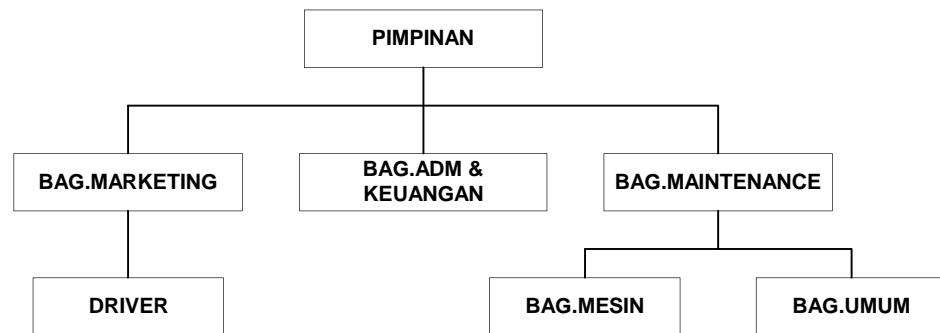 PIMPINAN
BAG.MARKETING
BAG.ADM &
KEUANGAN
BAG.MAINTENANCE
DRIVER
BAG.MESIN
BAG.UMUM